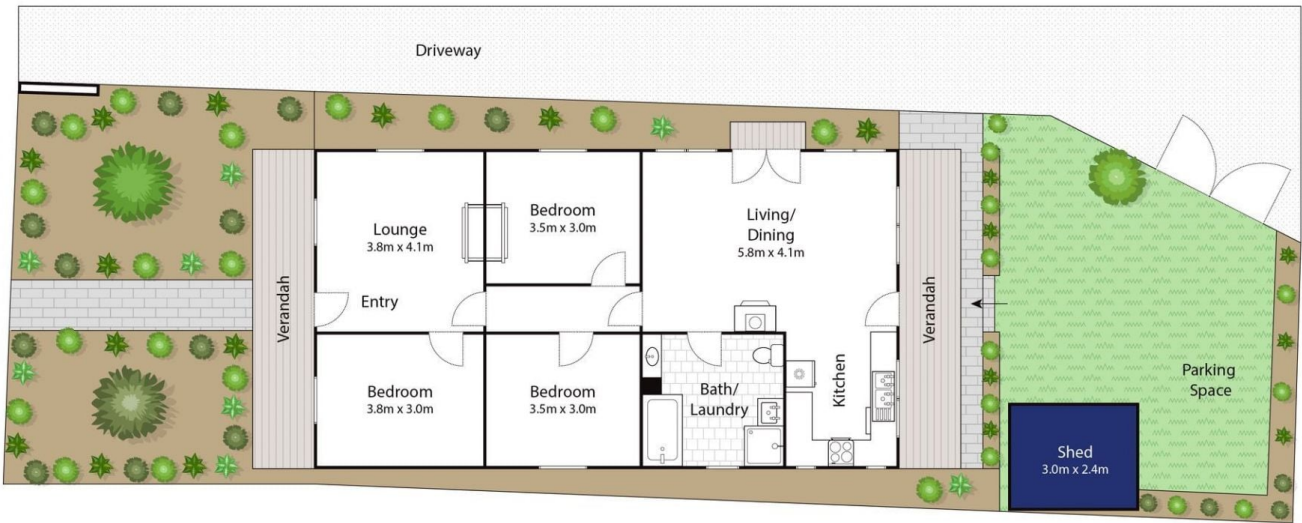 Driveway
Lounge
3.8m x 4.1m
Bedroom
3.5m x 3.0m
Living/
Dining
5.8m x 4.1m
Entry
Verandah
Verandah
Bedroom
3.8m x 3.0m
Bedroom
3.5m x 3.0m
Bath/
Laundry
Kitchen
Parking
Space
Shed
3.0m x 2.4m